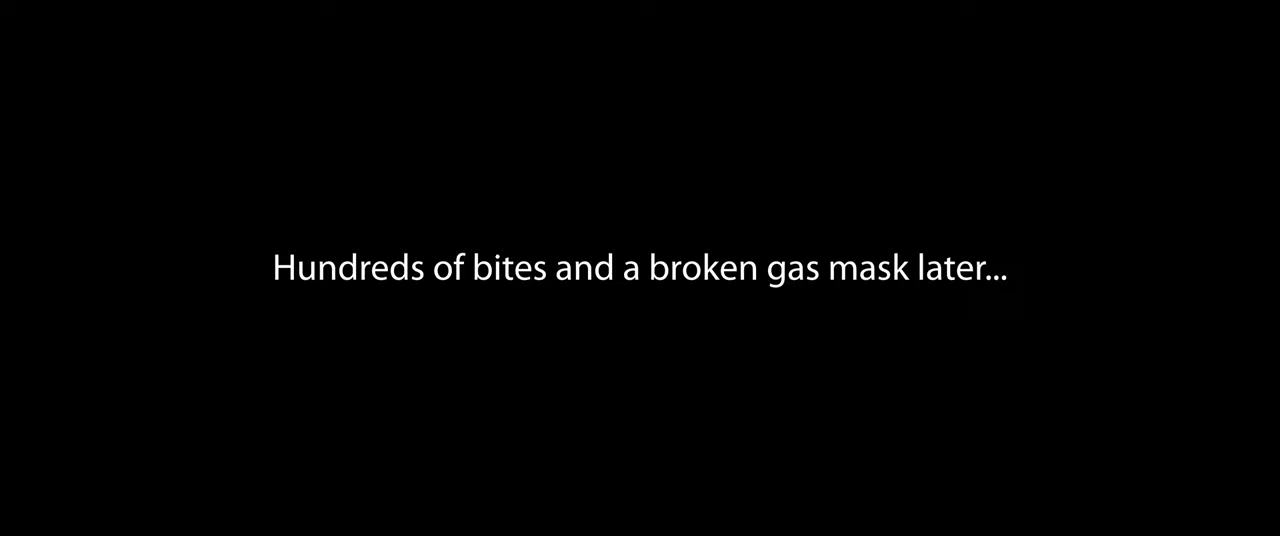 Hundreds of bites and a broken gas mask later...